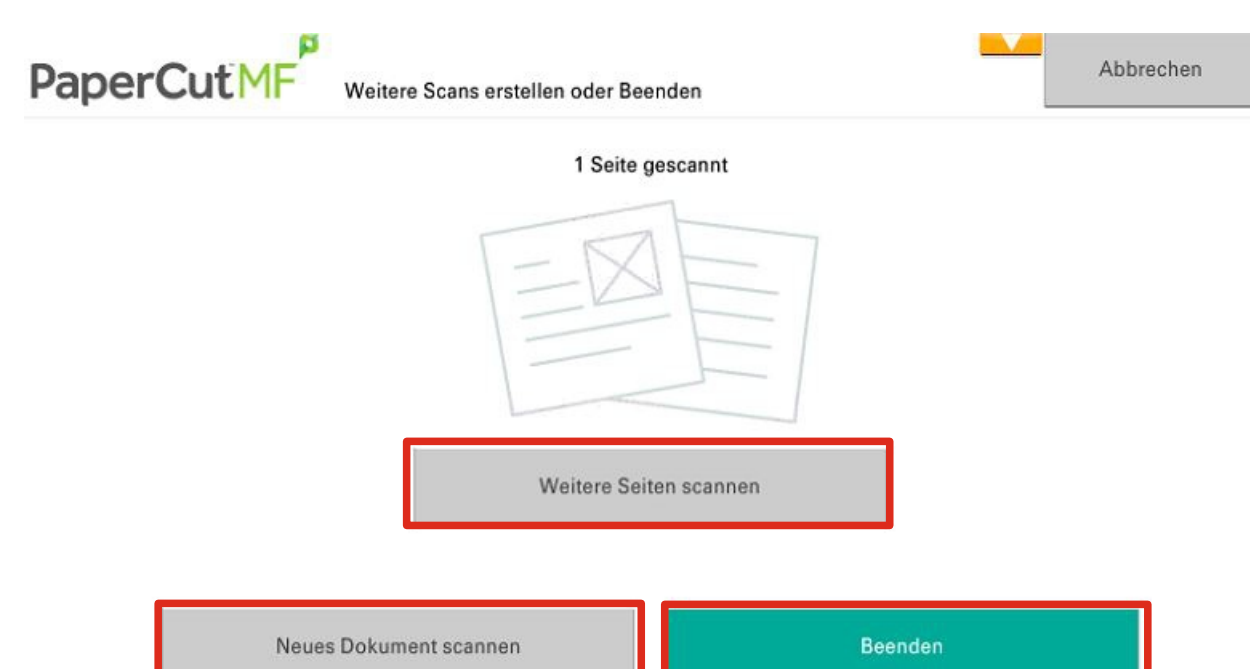 PaperCut MF
Weitere Scans erstellen oder Beenden
Abbrechen
1 Seite gescannt
Weitere Seiten scannen
Neues Dokument scannen
Beenden